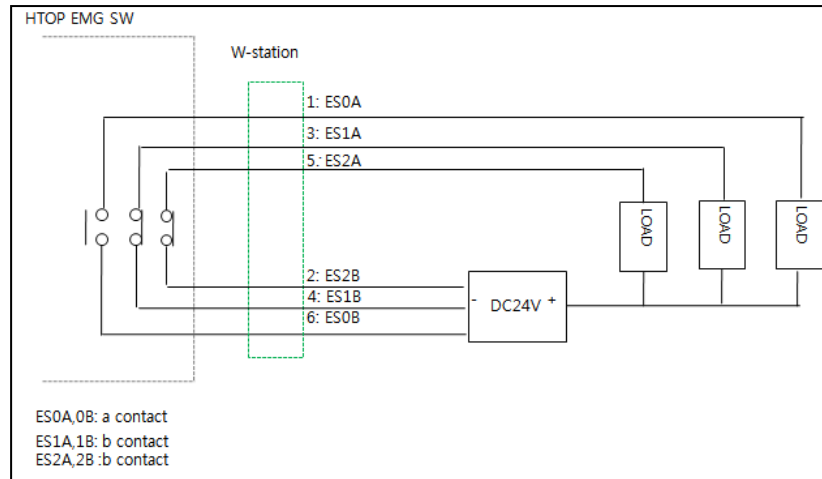 HTOP EMG SW
W-station
1: ES0A
3: ES1A
5: ES2A
LOAD
LOAD
LOAD
2: ES2B
4: ES1B
6: ES0B
- DC24V +
ES0A,0B: a contact
ES1A,1B: b contact
ES2A,2B :b contact